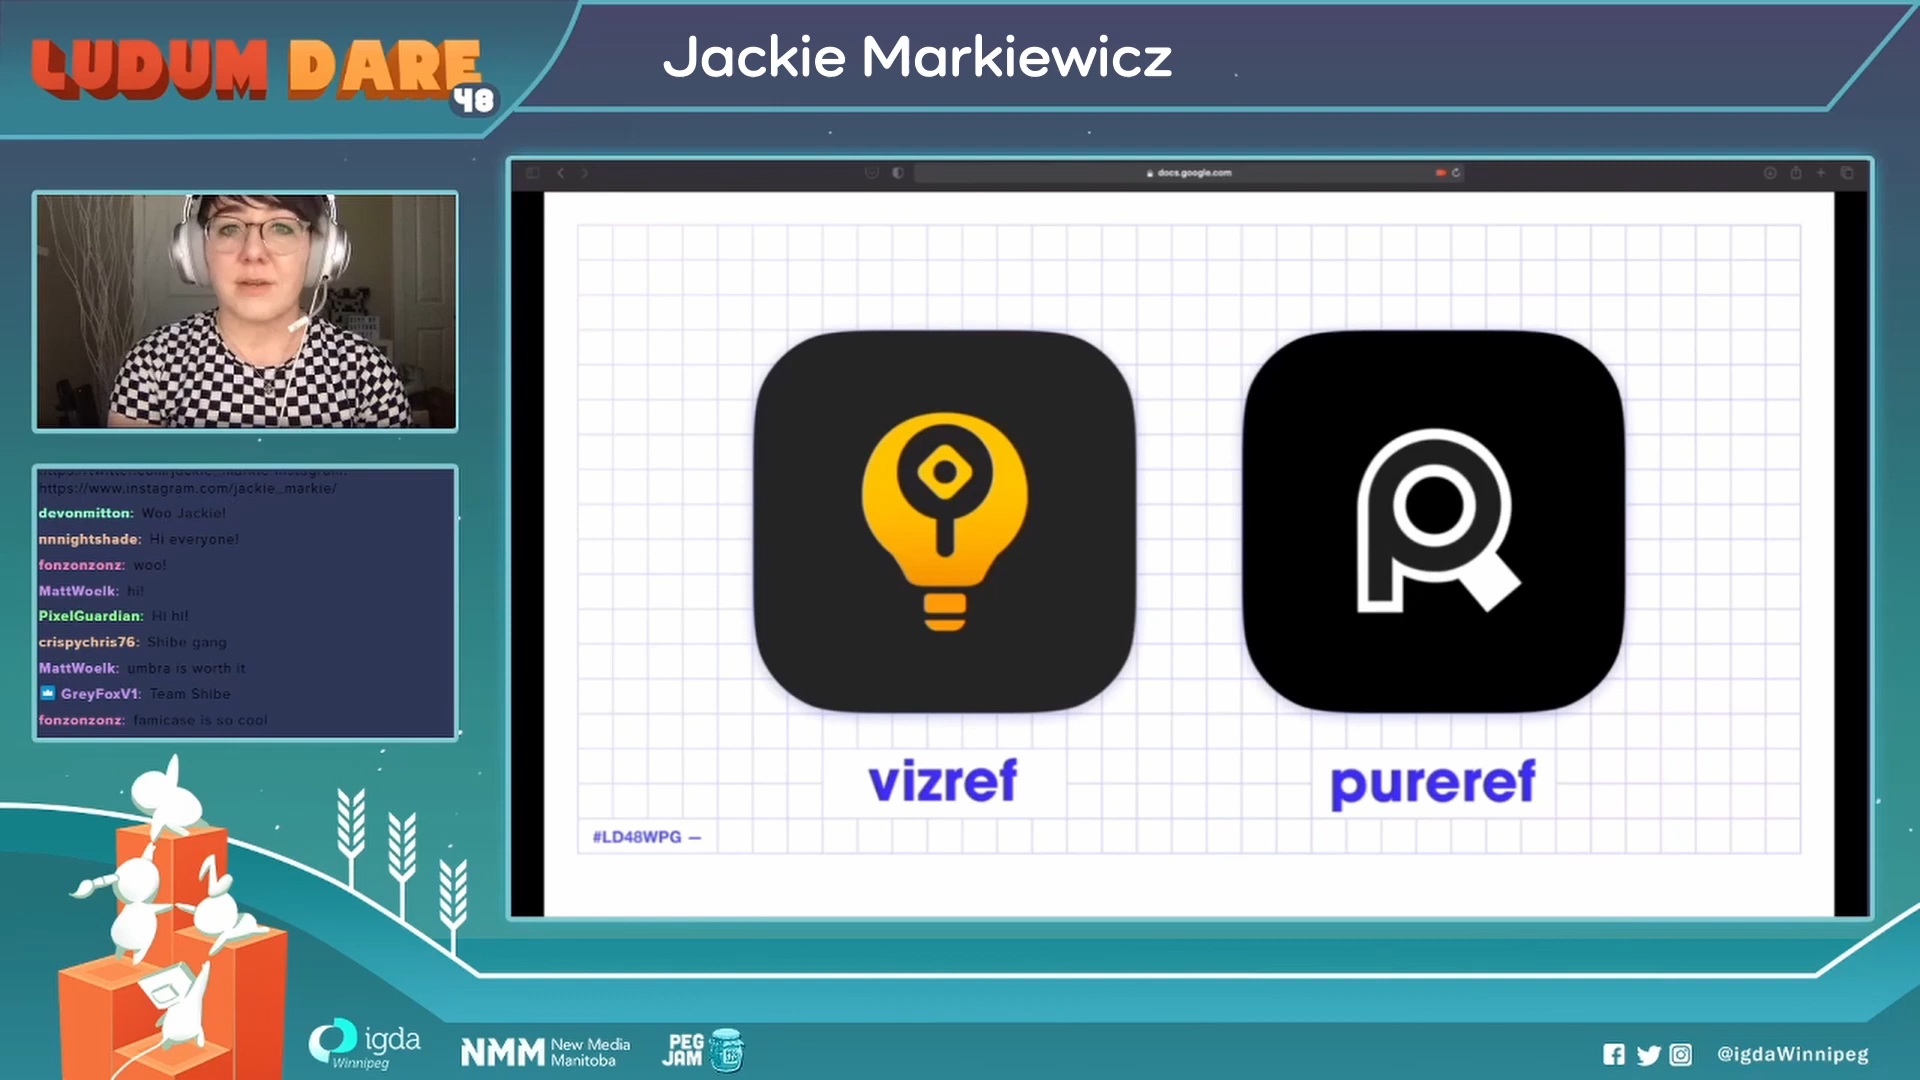 LUDUM DARE
48
Jackie Markiewicz
docs.google.com
https://www.instagram.com/jackie_markie/
devonmitton: Woo Jackie!
nnnightshade: Hi everyone!
fonzonzonz: woo!
MattWoelk: hi!
PixelGuardian: Hi hi!
crispychris76: Shibe gang
MattWoelk: umbra is worth it
GreyFoxV1: Team Shibe
fonzonzonz: famicase is so cool
vizref
pureref
#LD48WPG —
igda
Winnipeg
NMM New Media
Manitoba
PEG
JAM
@igdaWinnipeg